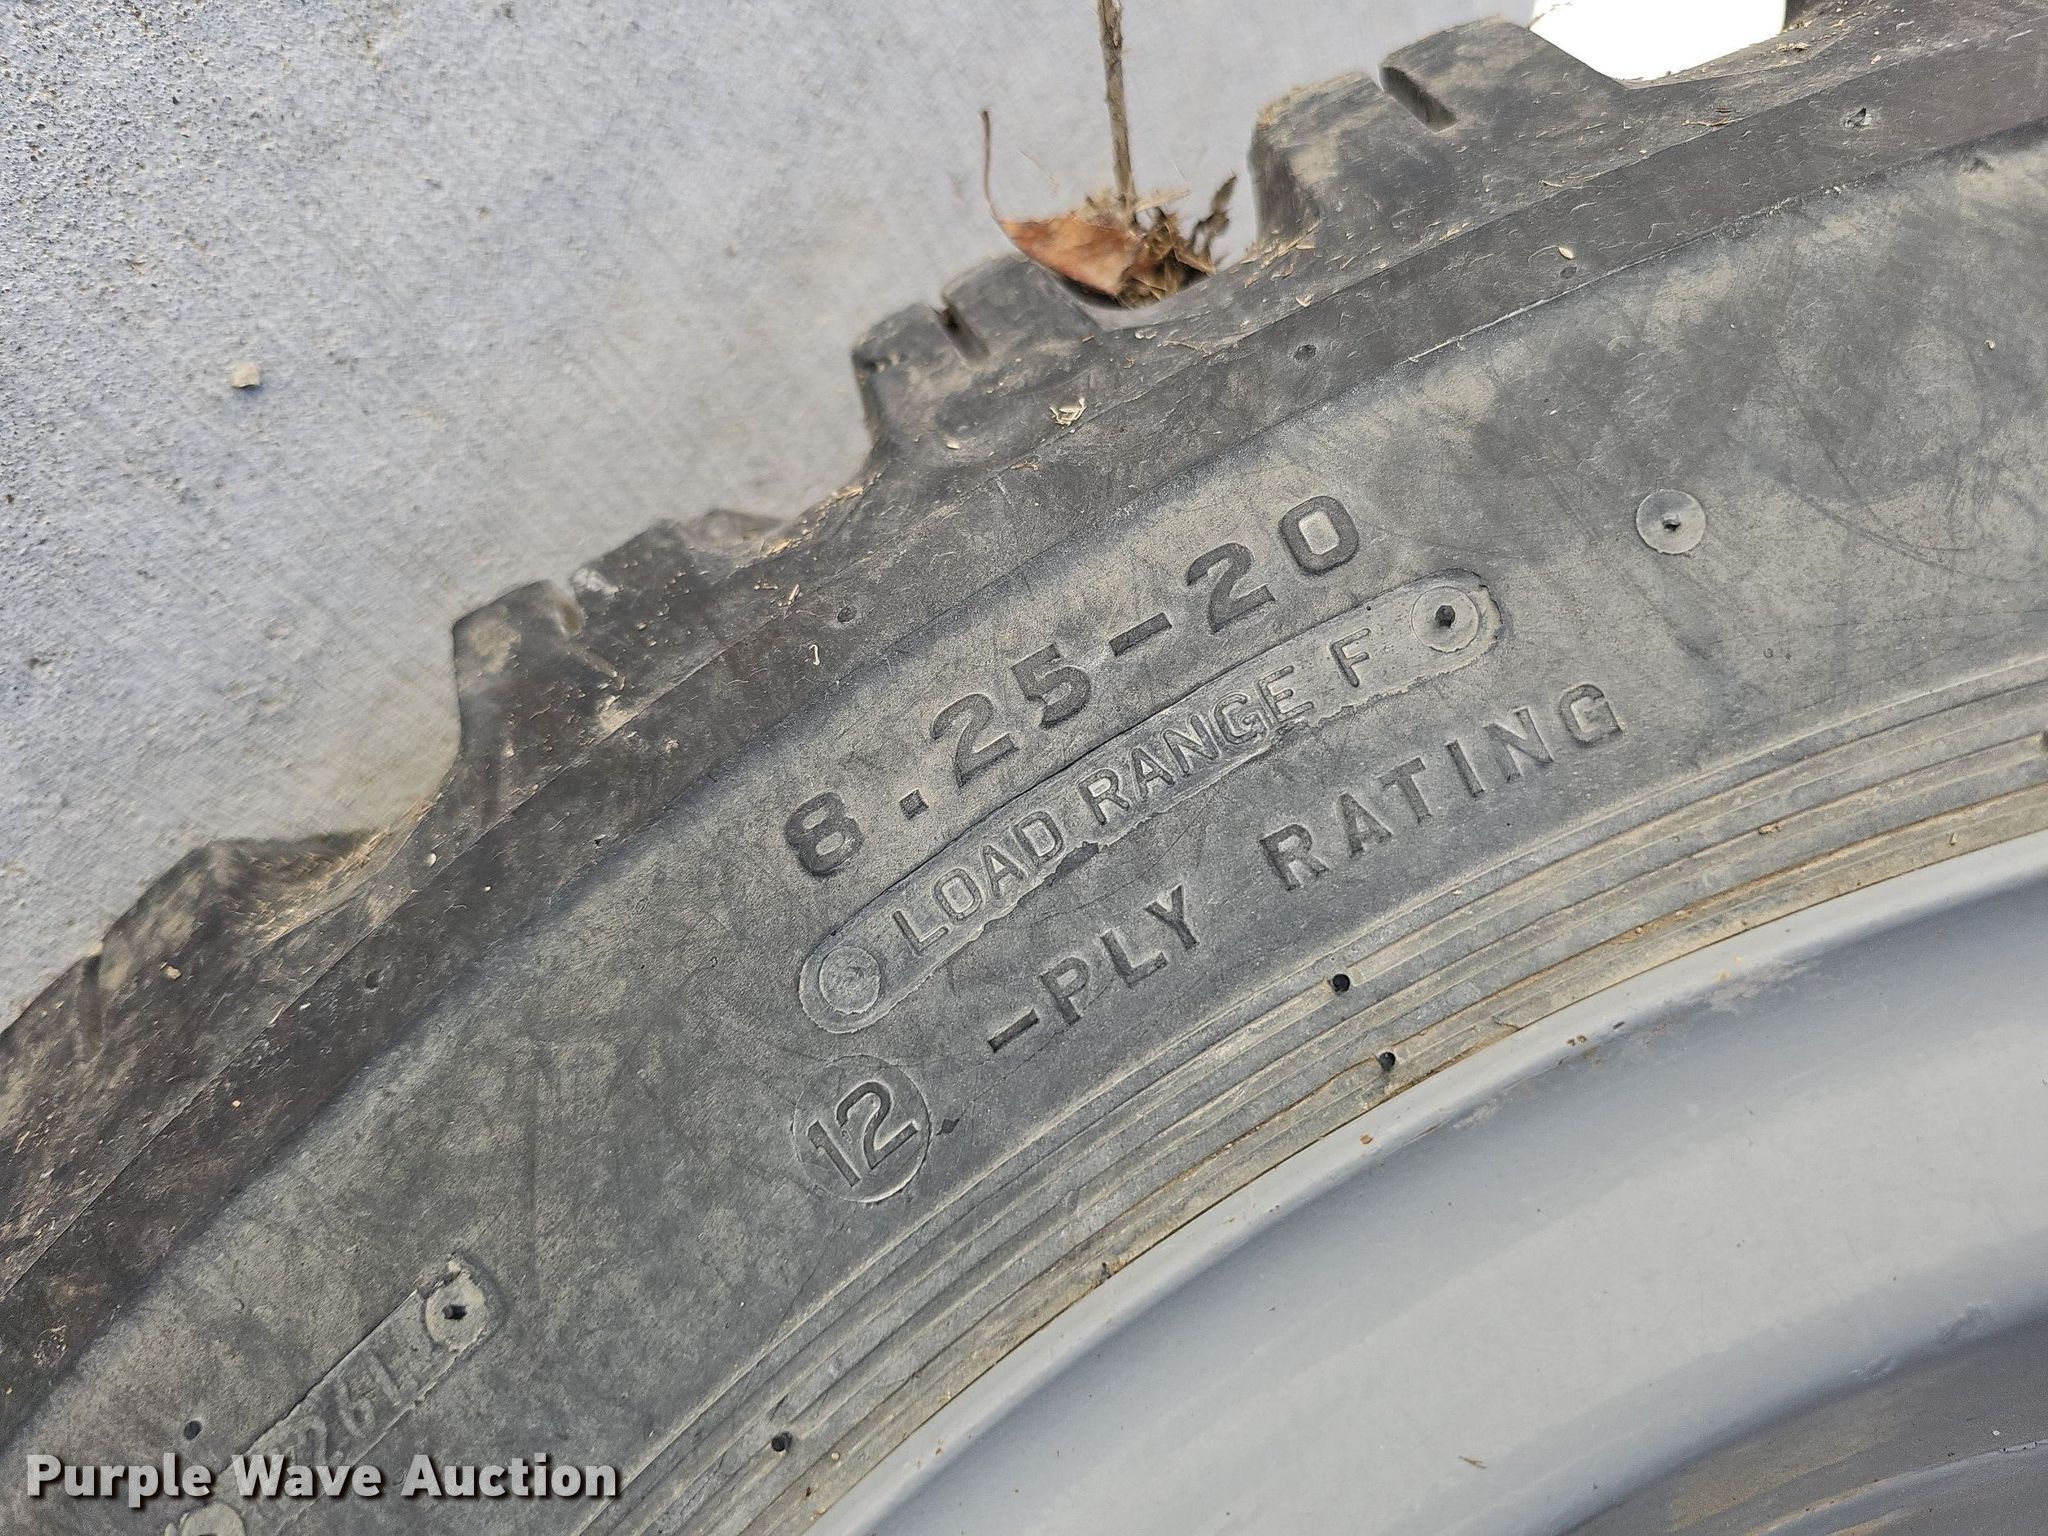 8.25-20
LOAD RANGE F
12 -PLY RATING
Purple Wave Auction